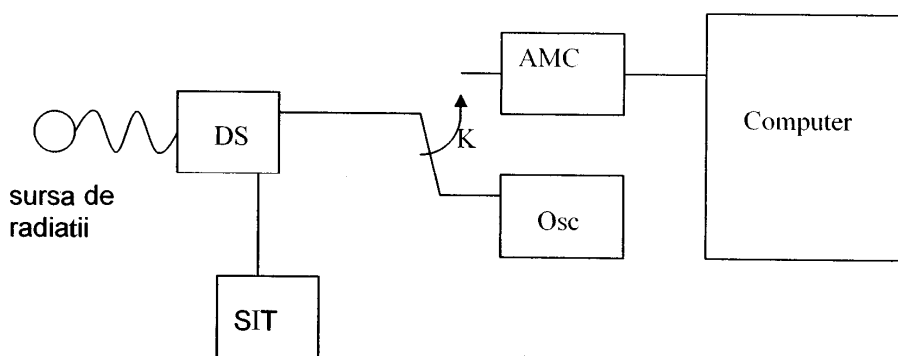 AMC
DS
K
Computer
sursa de
radiatii
Osc
SIT